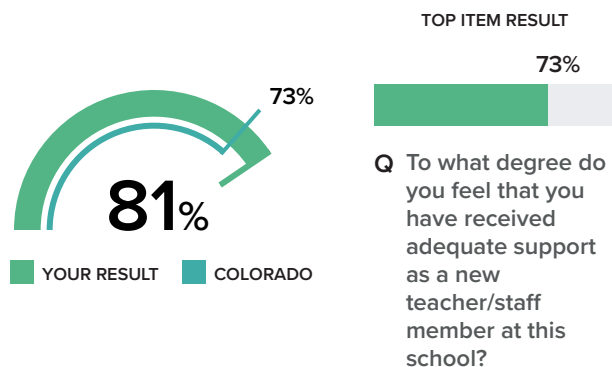 73%
81%
YOUR RESULT
COLORADO
TOP ITEM RESULT
73%
Q To what degree do
you feel that you
have received
adequate support
as a new
teacher/staff
member at this
school?